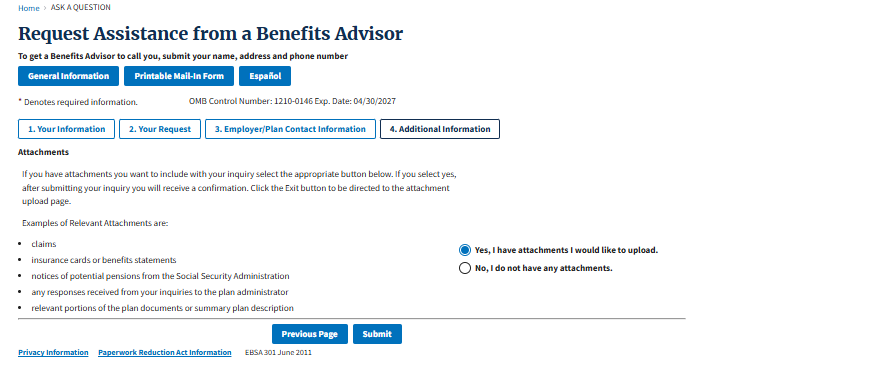 Home › ASK A QUESTION
Request Assistance from a Benefits Advisor
To get a Benefits Advisor to call you, submit your name, address and phone number
General Information Printable Mail-In Form Español
* Denotes required information. OMB Control Number: 1210-0146 Exp. Date: 04/30/2027
1. Your Information 2. Your Request 3. Employer/Plan Contact Information 4. Additional Information
Attachments
If you have attachments you want to include with your inquiry select the appropriate button below. If you select yes,
after submitting your inquiry you will receive a confirmation. Click the Exit button to be directed to the attachment
upload page.
Examples of Relevant Attachments are:
• claims
• insurance cards or benefits statements
• notices of potential pensions from the Social Security Administration
• any responses received from your inquiries to the plan administrator
• relevant portions of the plan documents or summary plan description
Yes, I have attachments I would like to upload.
No, I do not have any attachments.
Previous Page Submit
Privacy Information Paperwork Reduction Act Information EBSA 301 June 2011